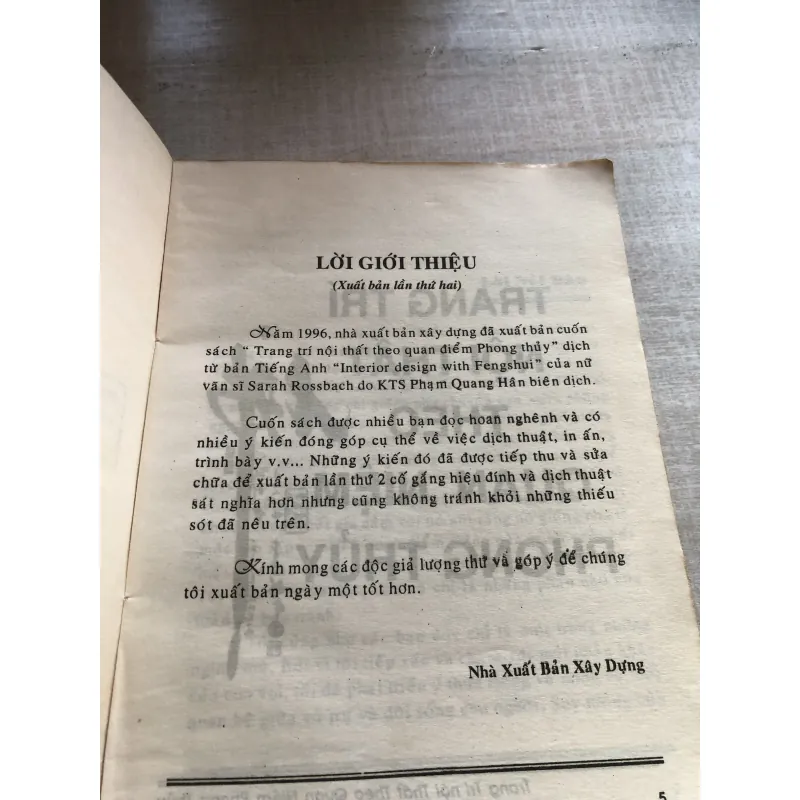 LỜI GIỚI THIỆU
(Xuất bản lần thứ hai)
Năm 1996, nhà xuất bản xây dựng đã xuất bản cuốn
sách “ Trang trí nội thất theo quan điểm Phong thủy” dịch
từ bản Tiếng Anh “Interior design with Fengshui” của nữ
văn sĩ Sarah Rossbach do KTS Phạm Quang Hân biên dịch.
Cuốn sách được nhiều bạn đọc hoan nghênh và có
nhiều ý kiến đóng góp cụ thể về việc dịch thuật, in ấn,
trình bày v.v... Những ý kiến đó đã được tiếp thu và sửa
chữa để xuất bản lần thứ 2 cố gắng hiệu đính và dịch thuật
sát nghĩa hơn nhưng cũng không tránh khỏi những thiếu
sót đã nêu trên.
Kính mong các độc giả lượng thứ và góp ý để chúng
tôi xuất bản ngày một tốt hơn.
Nhà Xuất Bản Xây Dựng
5